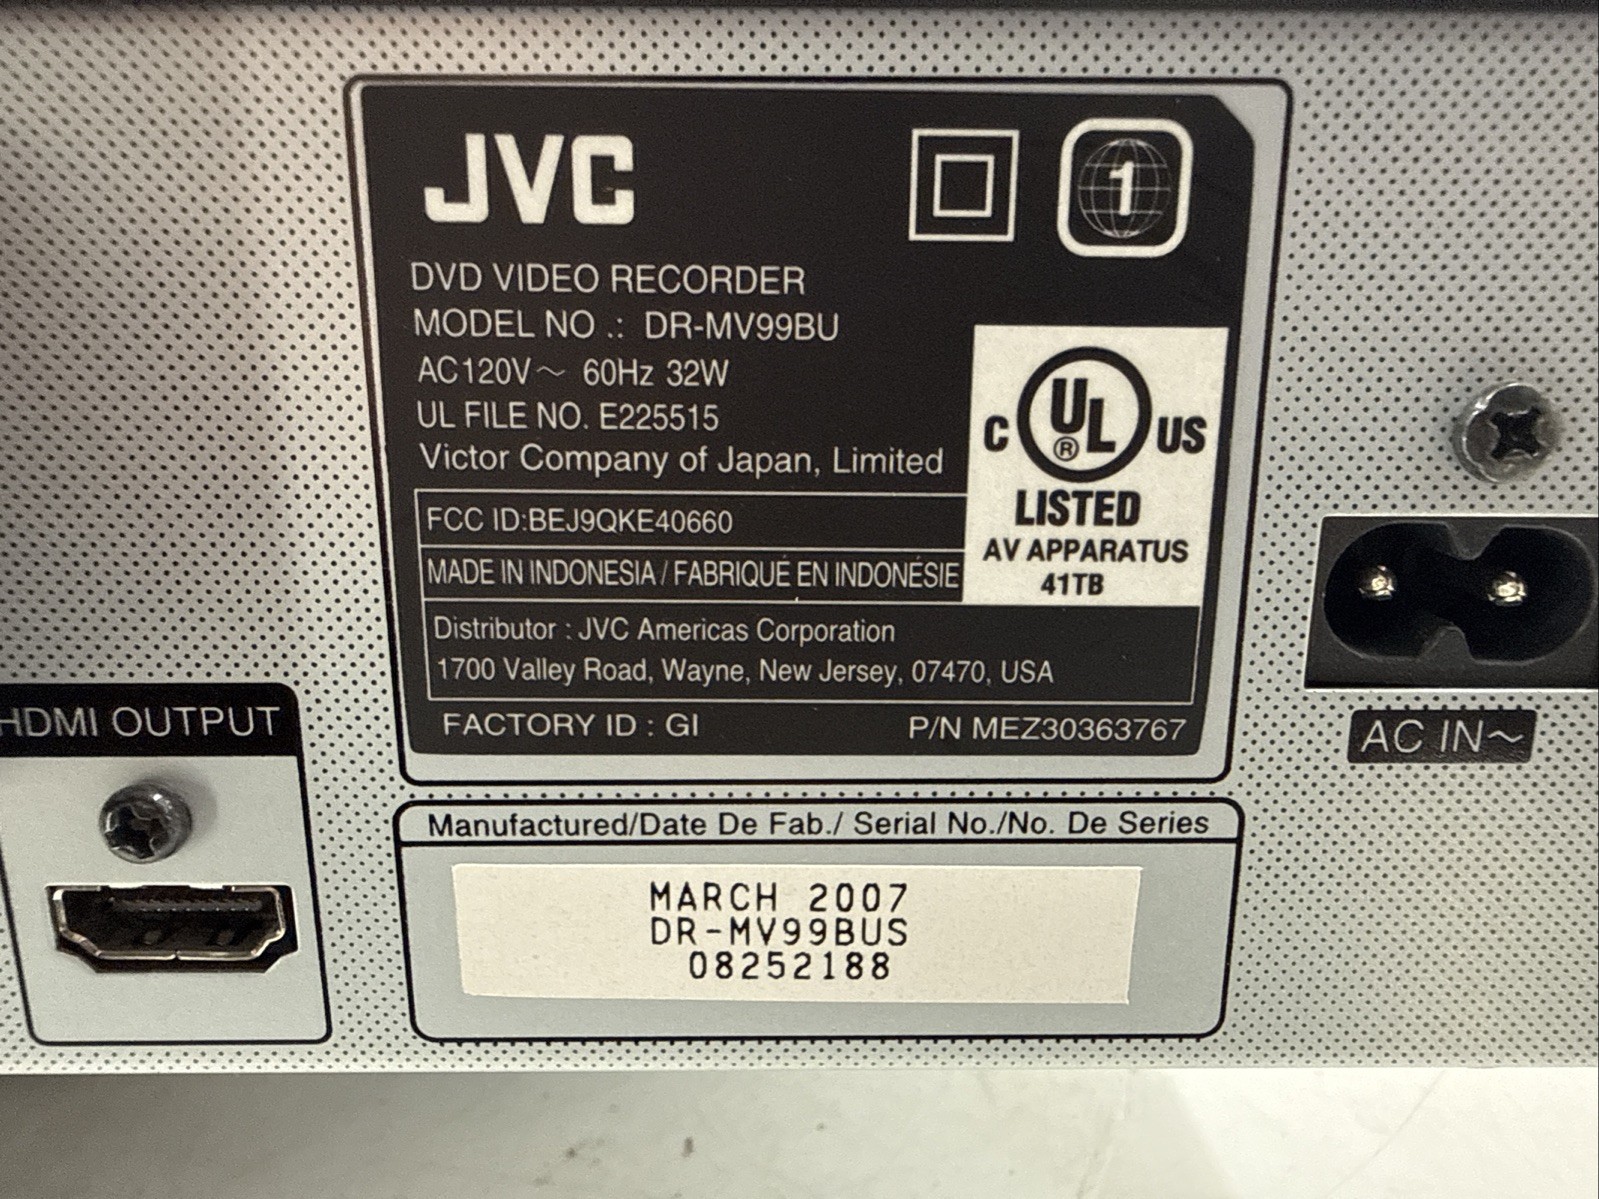 JVC
1
DVD VIDEO RECORDER
MODEL NO .: DR-MV99BU
AC120V～ 60Hz 32W
UL FILE NO. E225515
Victor Company of Japan, Limited
C UL® US
LISTED
AV APPARATUS
41TB
FCC ID:BEJ9QKE40660
MADE IN INDONESIA / FABRIQUÉ EN INDONÉSIE
Distributor : JVC Americas Corporation
1700 Valley Road, Wayne, New Jersey, 07470, USA
FACTORY ID : GI P/N MEZ30363767
HDMI OUTPUT
AC IN～
Manufactured/Date De Fab./ Serial No./No. De Series
MARCH 2007
DR-MV99BUS
08252188